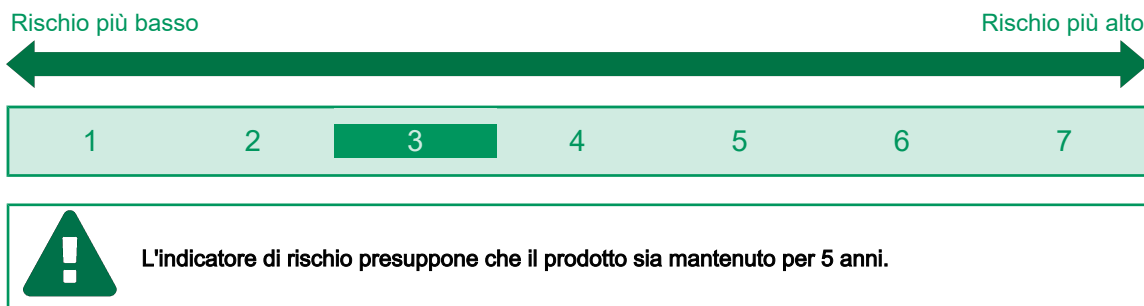 Rischio più basso Rischio più alto
1 2 3 4 5 6 7
L'indicatore di rischio presuppone che il prodotto sia mantenuto per 5 anni.